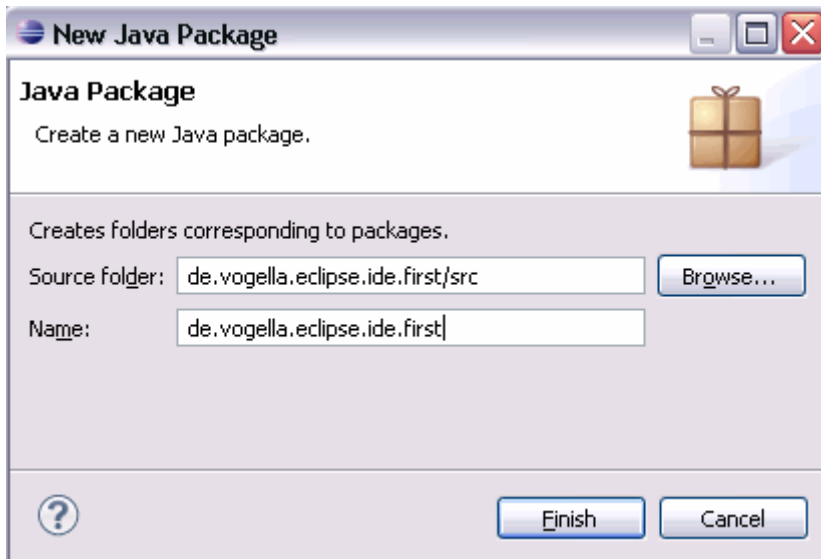 New Java Package
Java Package
Create a new Java package.
Creates folders corresponding to packages.
Source folder: de.vogella.eclipse.ide.first/src Browse...
Name: de.vogella.eclipse.ide.first
? Finish Cancel